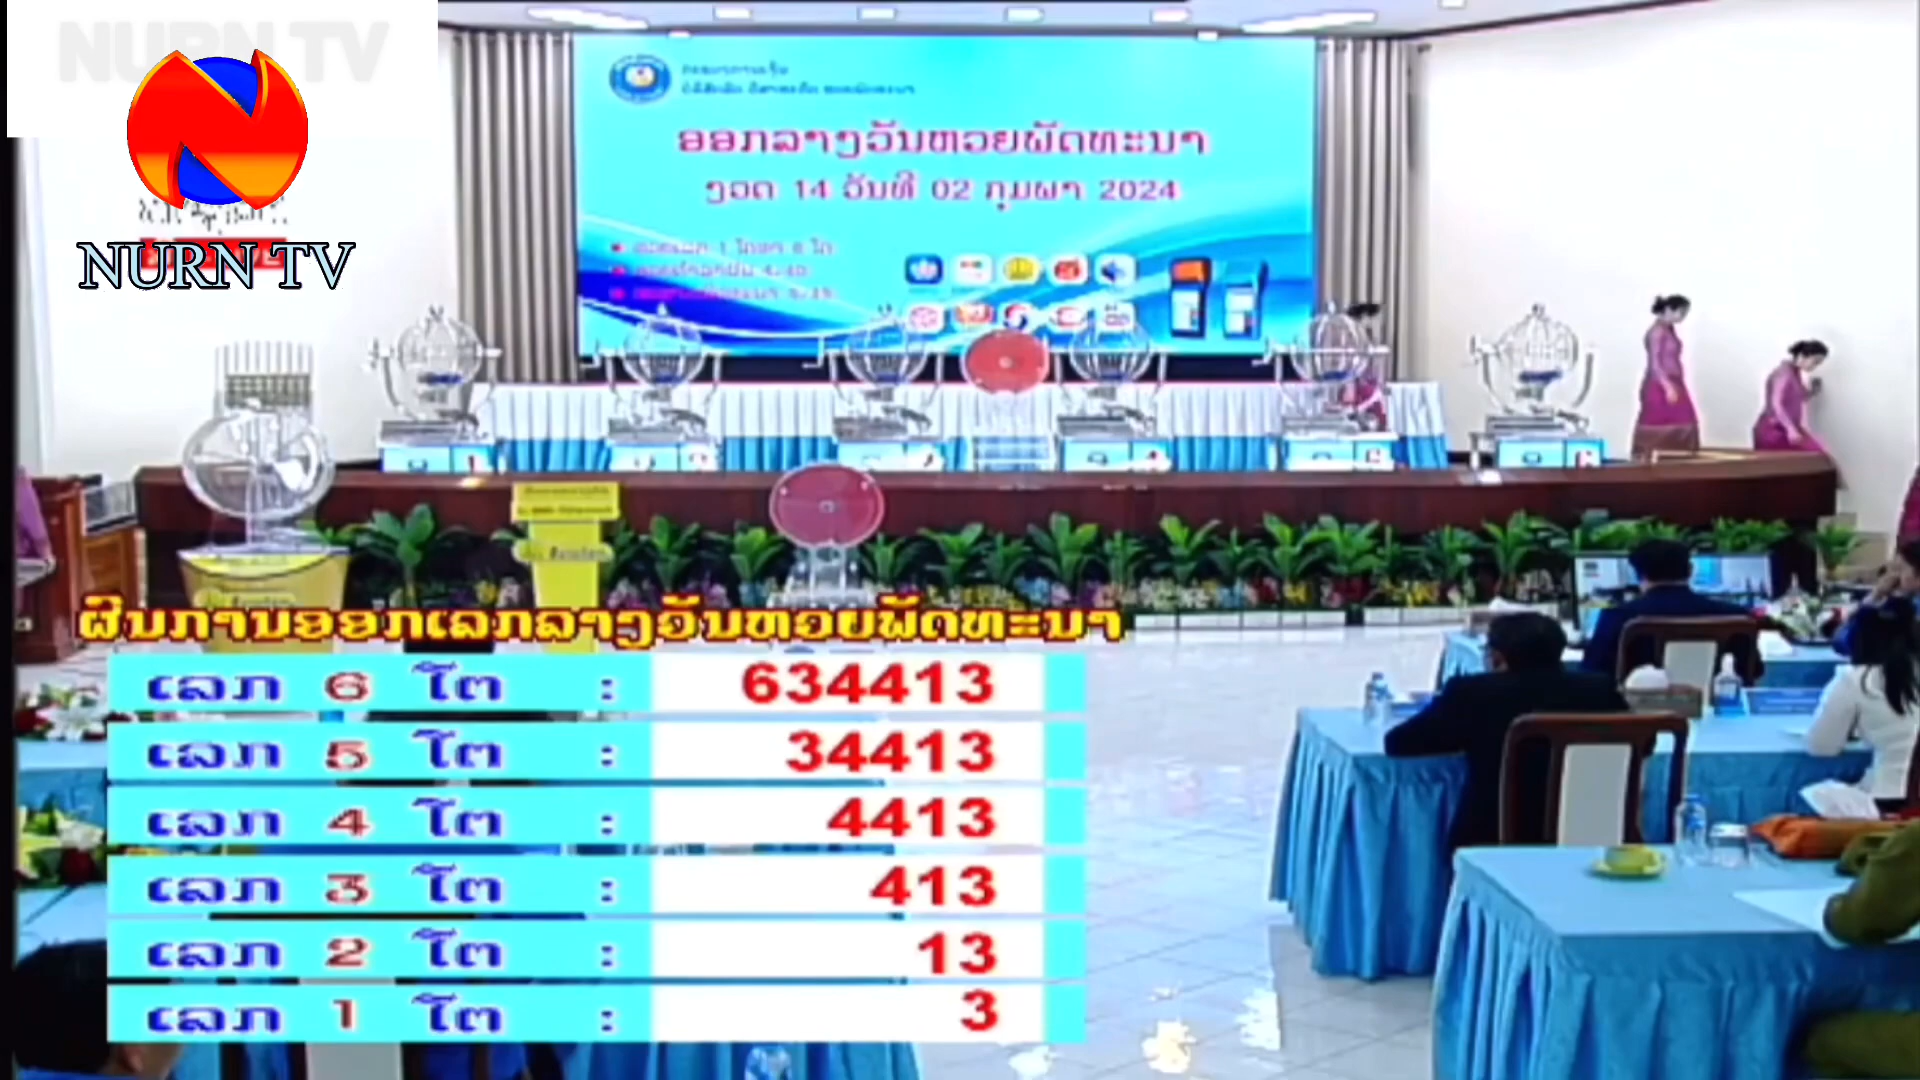 NURN TV
NURN TV
ອອກລາງວັນຫວຍພັດທະນາ
ງວດ 14 ວັນທີ 02 ກຸມພາ 2024
ຜົນການອອກເລກລາງວັນຫວຍພັດທະນາ
ເລກ 6 ໂຕ : 634413
ເລກ 5 ໂຕ : 34413
ເລກ 4 ໂຕ : 4413
ເລກ 3 ໂຕ : 413
ເລກ 2 ໂຕ : 13
ເລກ 1 ໂຕ : 3